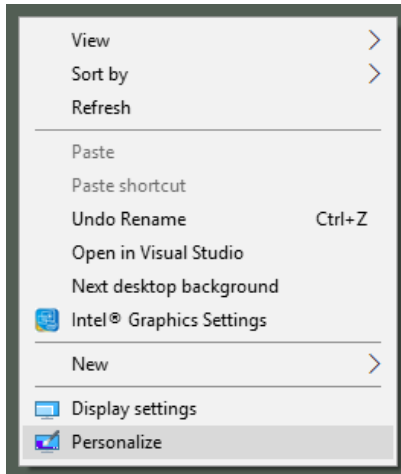 View
Sort by
Refresh
Paste
Paste shortcut
Undo Rename Ctrl+Z
Open in Visual Studio
Next desktop background
Intel® Graphics Settings
New
Display settings
Personalize